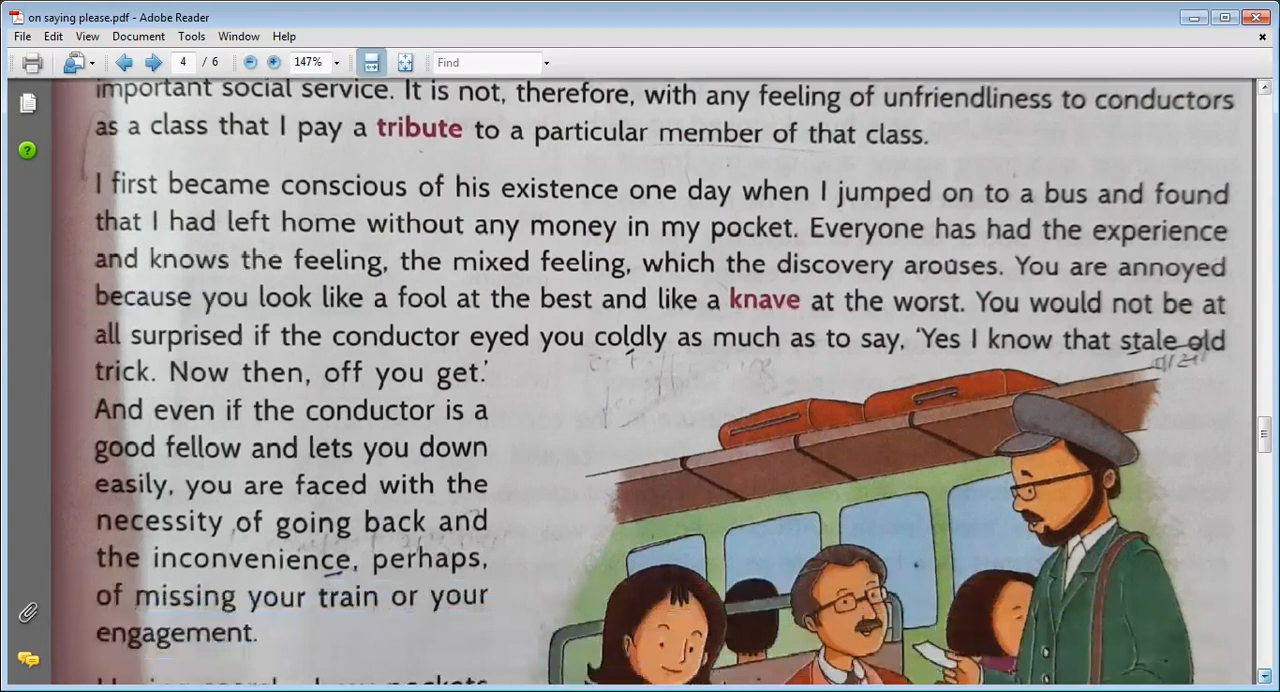 on saying please.pdf - Adobe Reader
File Edit View Document Tools Window Help
4 / 6 147% Find
important social service. It is not, therefore, with any feeling of unfriendliness to conductors
as a class that I pay a tribute to a particular member of that class.
I first became conscious of his existence one day when I jumped on to a bus and found
that I had left home without any money in my pocket. Everyone has had the experience
and knows the feeling, the mixed feeling, which the discovery arouses. You are annoyed
because you look like a fool at the best and like a knave at the worst. You would not be at
all surprised if the conductor eyed you coldly as much as to say, ‘Yes I know that stale old
trick. Now then, off you get.’
And even if the conductor is a
good fellow and lets you down
easily, you are faced with the
necessity of going back and
the inconvenience, perhaps,
of missing your train or your
engagement.